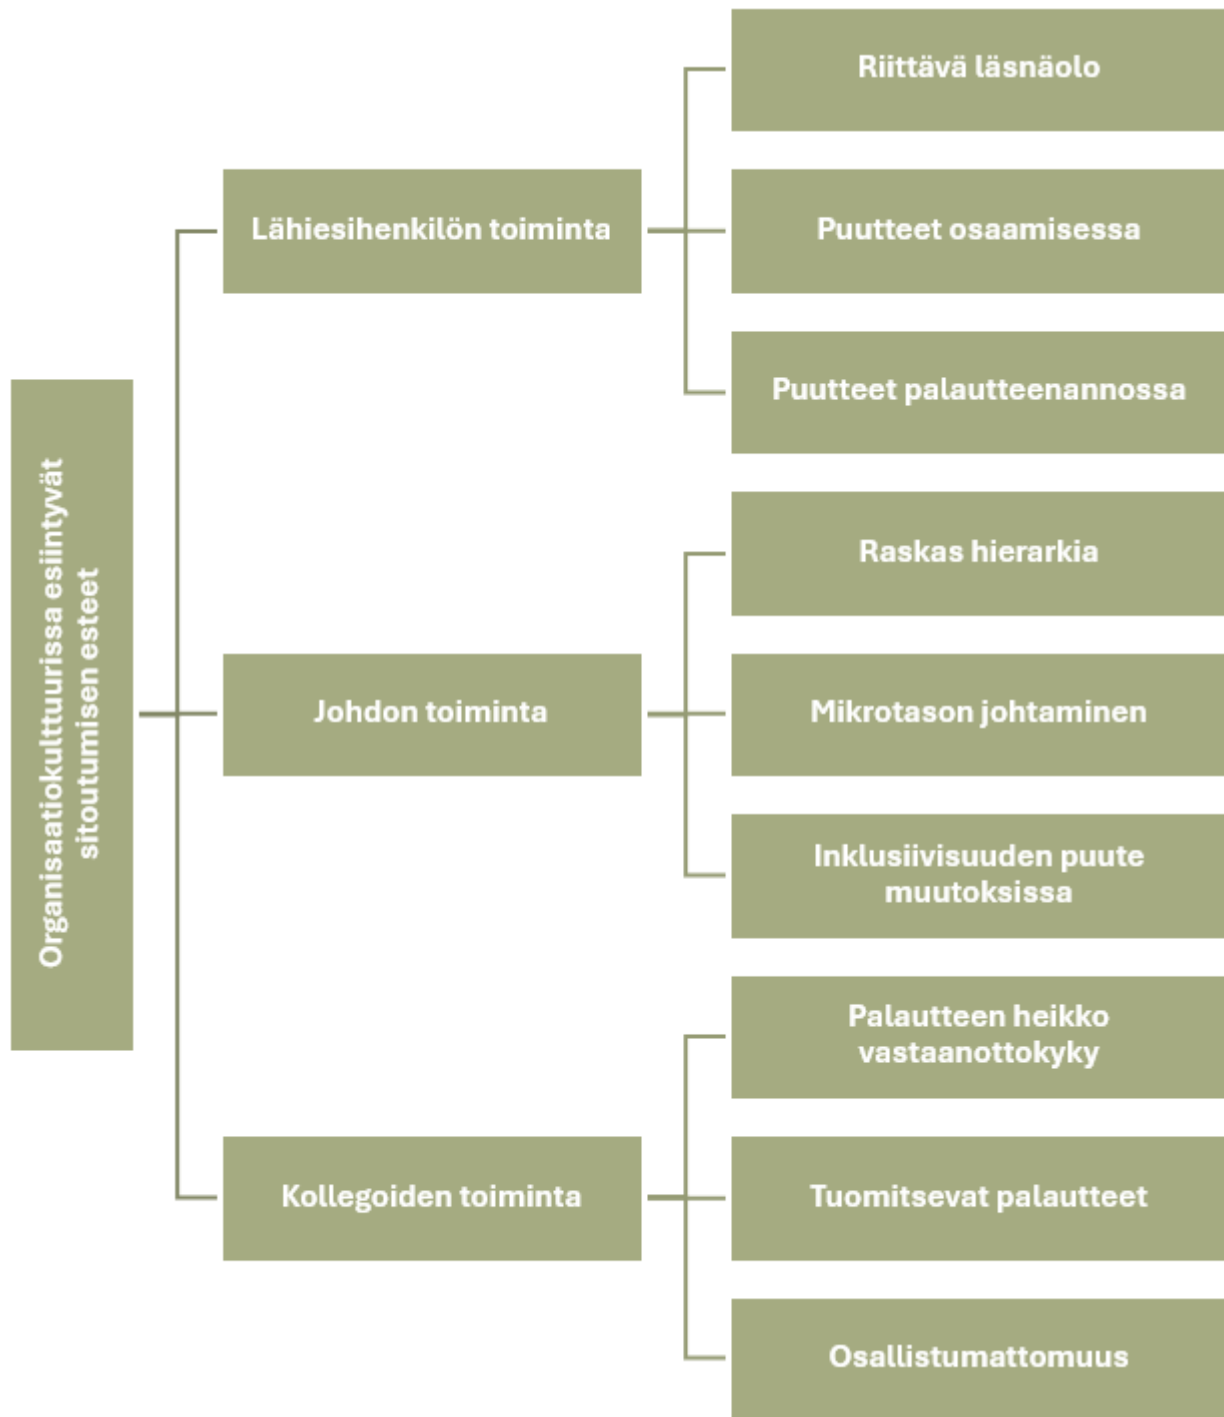 Organisaatiokulttuurissa esiintyvät
sitoutumisen esteet
Lähiesihenkilön toiminta
Riittävä läsnäolo
Puutteet osaamisessa
Puutteet palautteenannossa
Johdon toiminta
Raskas hierarkia
Mikrotason johtaminen
Inklusiivisuuden puute
muutoksissa
Kollegoiden toiminta
Palautteen heikko
vastaanottokyky
Tuomitsevat palautteet
Osallistumattomuus